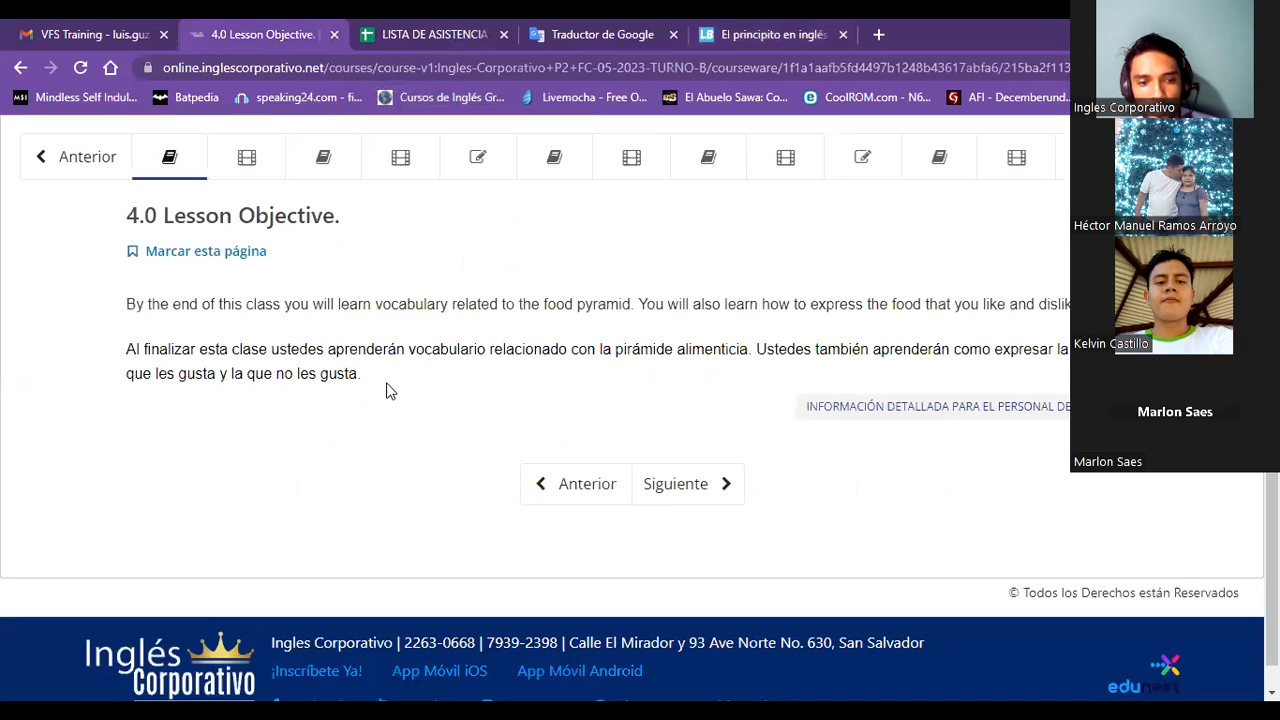 VFS Training - luis.guz
4.0 Lesson Objective. |
LISTA DE ASISTENCIA
Traductor de Google
El principito en inglés
online.inglescorporativo.net/courses/course-v1:Ingles-Corporativo+P2+FC-05-2023-TURNO-B/courseware/1f1a1aafb5fd4497b1248b43617abfa6/215ba2f113
Mindless Self Indul...
Batpedia
speaking24.com - fi...
Cursos de Inglés Gr...
Livemocha - Free O...
El Abuelo Sawa: Co...
CoolROM.com - N6...
AFI - Decemberund...
Ingles Corporativo
Anterior
Héctor Manuel Ramos Arroyo
4.0 Lesson Objective.
Marcar esta página
By the end of this class you will learn vocabulary related to the food pyramid. You will also learn how to express the food that you like and dislik
Al finalizar esta clase ustedes aprenderán vocabulario relacionado con la pirámide alimenticia. Ustedes también aprenderán como expresar la
que les gusta y la que no les gusta.
Kelvin Castillo
INFORMACIÓN DETALLADA PARA EL PERSONAL DE
Marlon Saes
Marlon Saes
Anterior
Siguiente
© Todos los Derechos están Reservados
Inglés
Corporativo
Ingles Corporativo | 2263-0668 | 7939-2398 | Calle El Mirador y 93 Ave Norte No. 630, San Salvador
¡Inscríbete Ya!
App Móvil iOS
App Móvil Android
edunext